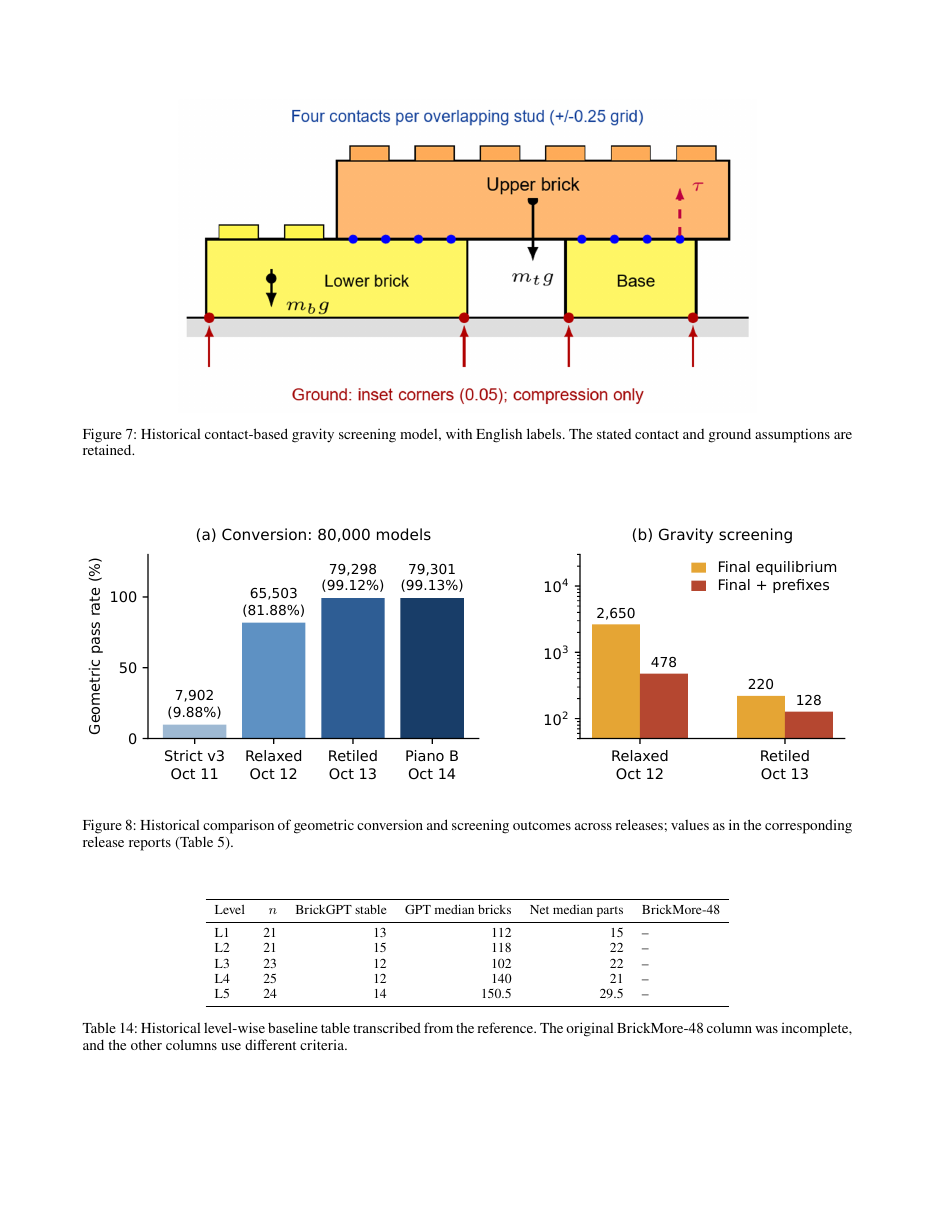 Four contacts per overlapping stud (+/-0.25 grid)
Upper brick
τ
m_t g
Lower brick
Base
m_b g
Ground: inset corners (0.05); compression only
Figure 7: Historical contact-based gravity screening model, with English labels. The stated contact and ground assumptions are
retained.
(a) Conversion: 80,000 models
Geometric pass rate (%)
100
50
0
7,902
(9.88%)
65,503
(81.88%)
79,298
(99.12%)
79,301
(99.13%)
Strict v3
Oct 11
Relaxed
Oct 12
Retiled
Oct 13
Piano B
Oct 14
(b) Gravity screening
Final equilibrium
Final + prefixes
10⁴
10³
10²
2,650
478
220
128
Relaxed
Oct 12
Retiled
Oct 13
Figure 8: Historical comparison of geometric conversion and screening outcomes across releases; values as in the corresponding
release reports (Table 5).
Level n BrickGPT stable GPT median bricks Net median parts BrickMore-48
L1 21 13 112 15 –
L2 21 15 118 22 –
L3 23 12 102 22 –
L4 25 12 140 21 –
L5 24 14 150.5 29.5 –
Table 14: Historical level-wise baseline table transcribed from the reference. The original BrickMore-48 column was incomplete,
and the other columns use different criteria.